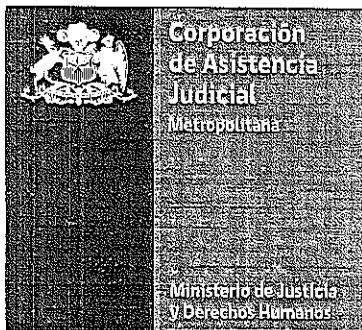 Corporación
de Asistencia
Judicial
Metropolitana
Ministerio de Justicia
y Derechos Humanos